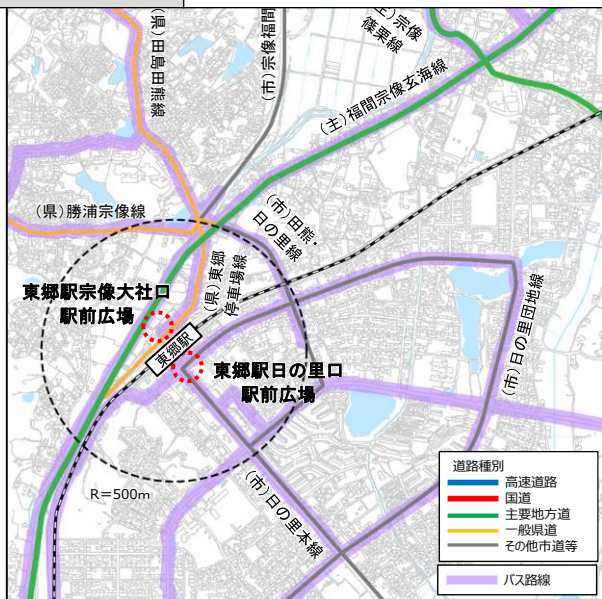 (県)田島田熊線
(市)宗像福間
(主)宗像
篠栗線
(主)福間宗像玄海線
(県)勝浦宗像線
(市)田熊・
日の里線
(県)東郷
停車場線
東郷駅宗像大社口
駅前広場
東郷駅
東郷駅日の里口
駅前広場
(市)日の里団地線
(市)日の里本線
R=500m
道路種別
高速道路
国道
主要地方道
一般県道
その他市道等
バス路線